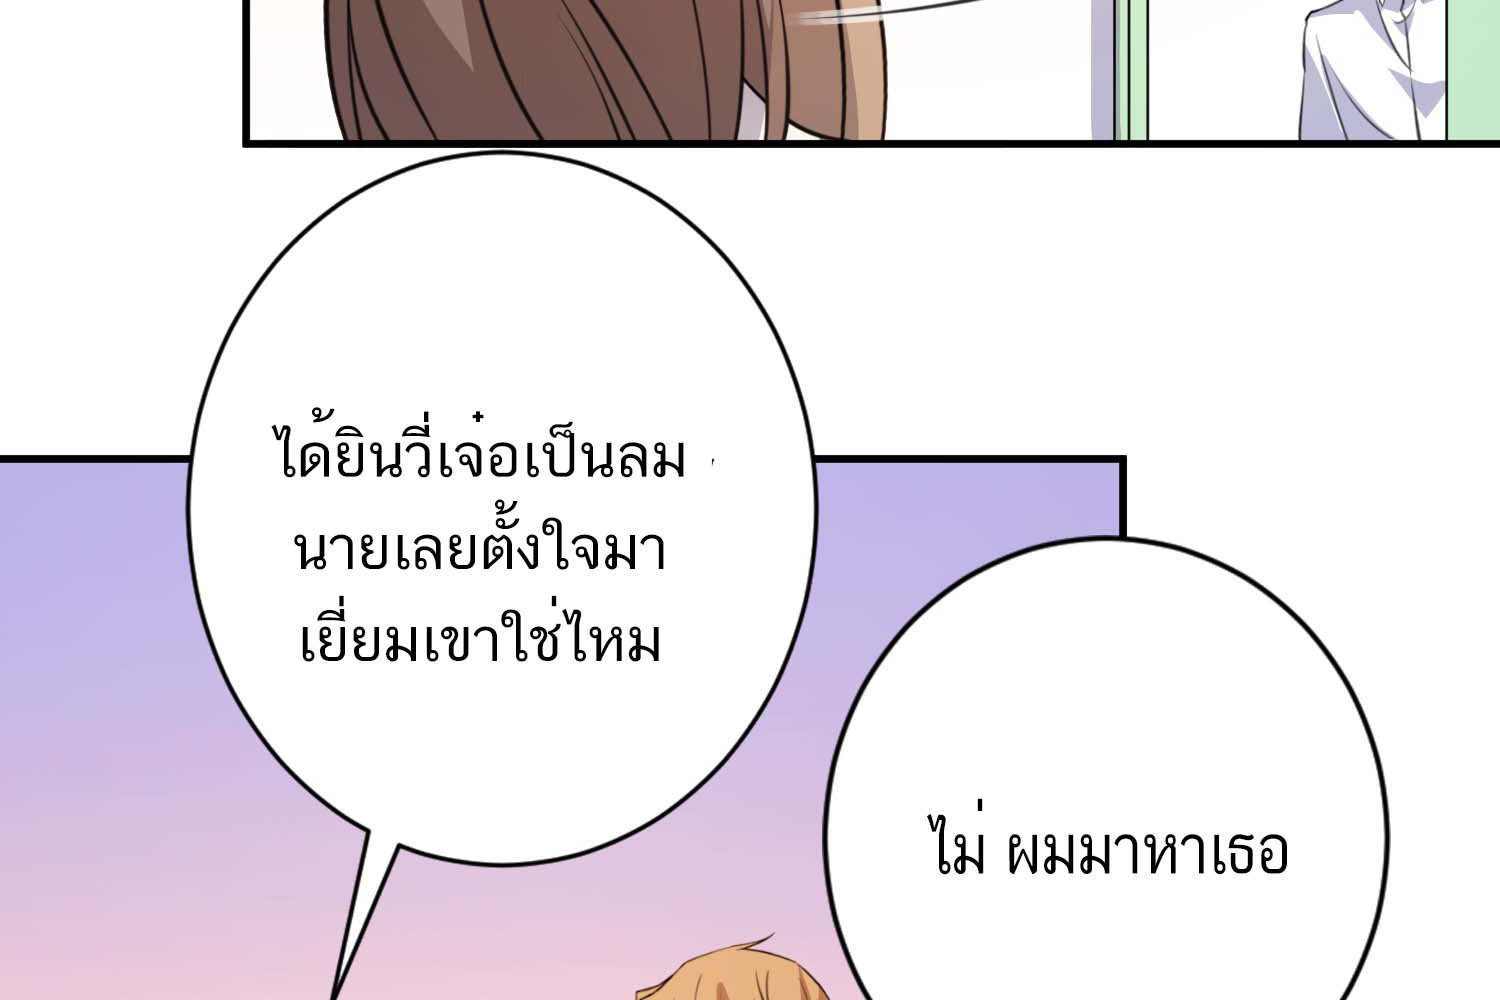 ได้ยินวี่เจ๋อเป็นลม
นายเลยตั้งใจมา
เยี่ยมเขาใช่ไหม
ไม่ ผมมาหาเธอ